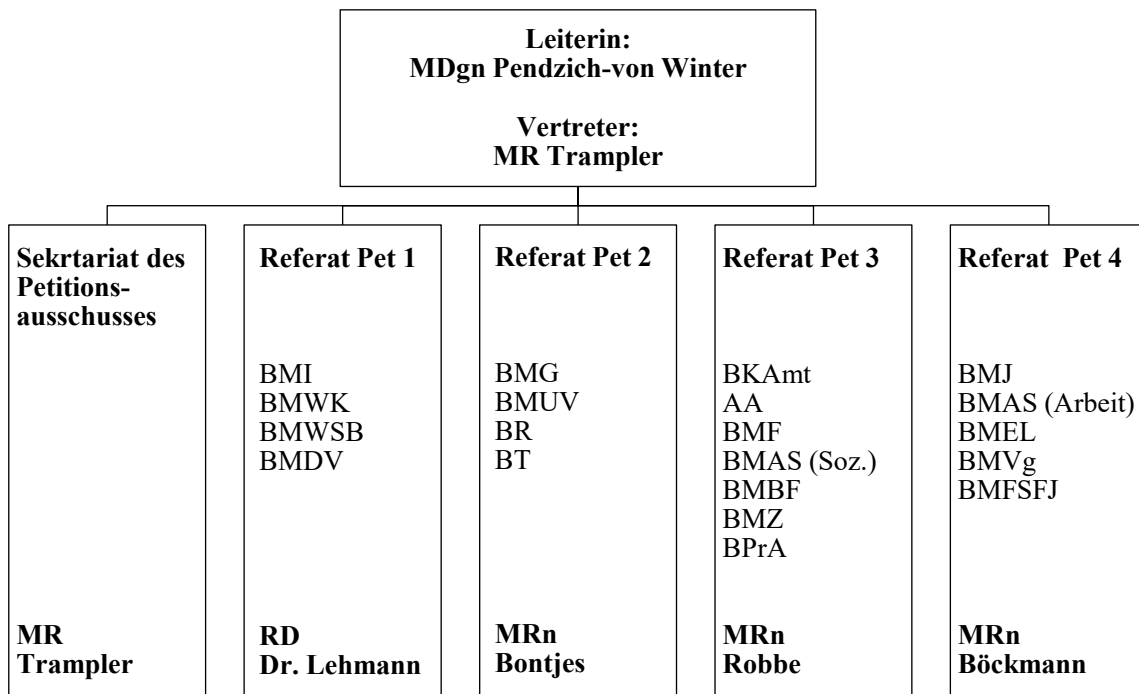 Leiterin:
MDgn Pendzich-von Winter
Vertreter:
MR Trampler
Sekrtariat des
Petitions-
ausschusses
MR
Trampler
Referat Pet 1
BMI
BMWK
BMWSB
BMDV
RD
Dr. Lehmann
Referat Pet 2
BMG
BMUV
BR
BT
MRn
Bontjes
Referat Pet 3
BKAmt
AA
BMF
BMAS (Soz.)
BMBF
BMZ
BPrA
MRn
Robbe
Referat Pet 4
BMJ
BMAS (Arbeit)
BMEL
BMVg
BMFSFJ
MRn
Böckmann